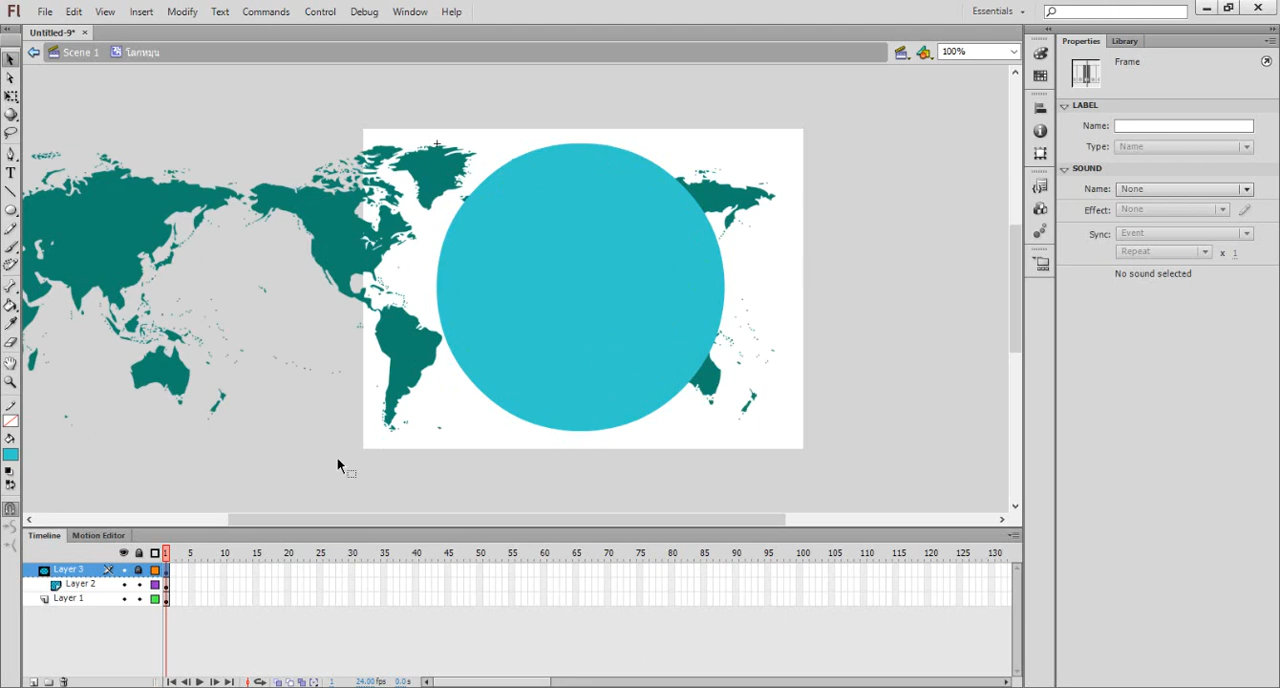 Fl File Edit View Insert Modify Text Commands Control Debug Window Help Essentials
Untitled-9* ×
Scene 1 โลกหมุน 100%
Properties Library
Frame
LABEL
Name:
Type: Name
SOUND
Name: None
Effect: None
Sync: Event
Repeat x 1
No sound selected
Timeline Motion Editor
1 5 10 15 20 25 30 35 40 45 50 55 60 65 70 75 80 85 90 95 100 105 110 115 120 125 130
Layer 3
Layer 2
Layer 1
1 24.00 fps 0.0 s